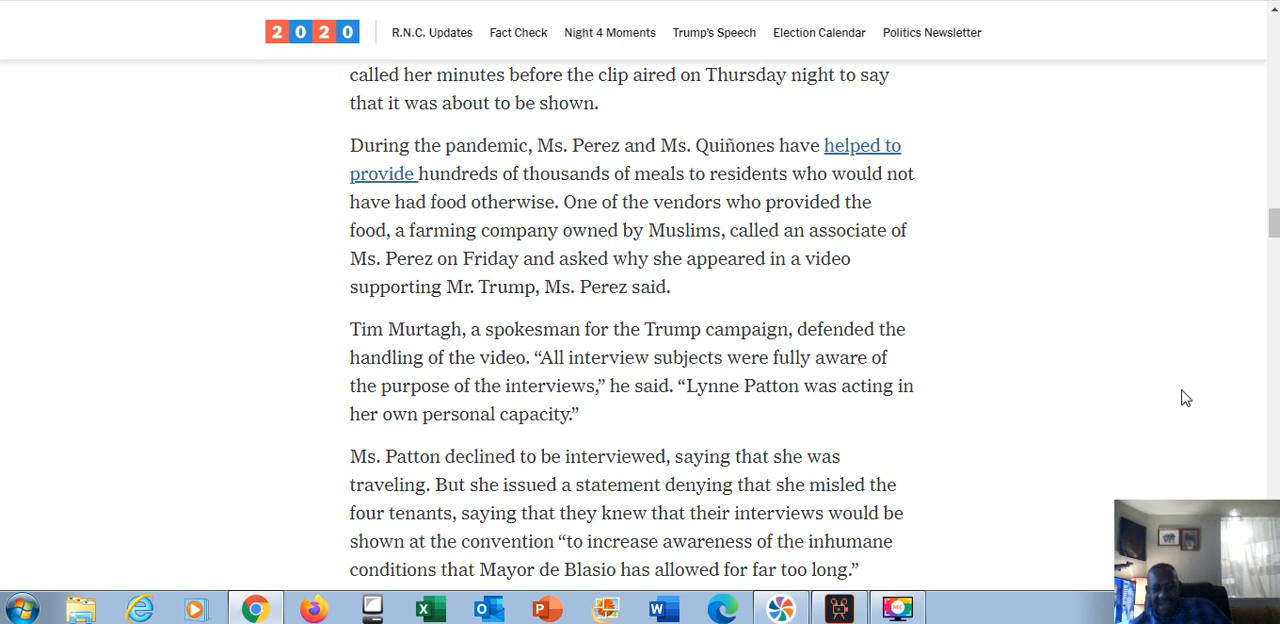 2020 R.N.C. Updates Fact Check Night 4 Moments Trump's Speech Election Calendar Politics Newsletter
called her minutes before the clip aired on Thursday night to say
that it was about to be shown.
During the pandemic, Ms. Perez and Ms. Quiñones have helped to
provide hundreds of thousands of meals to residents who would not
have had food otherwise. One of the vendors who provided the
food, a farming company owned by Muslims, called an associate of
Ms. Perez on Friday and asked why she appeared in a video
supporting Mr. Trump, Ms. Perez said.
Tim Murtagh, a spokesman for the Trump campaign, defended the
handling of the video. “All interview subjects were fully aware of
the purpose of the interviews,” he said. “Lynne Patton was acting in
her own personal capacity.”
Ms. Patton declined to be interviewed, saying that she was
traveling. But she issued a statement denying that she misled the
four tenants, saying that they knew that their interviews would be
shown at the convention “to increase awareness of the inhumane
conditions that Mayor de Blasio has allowed for far too long.”
REC